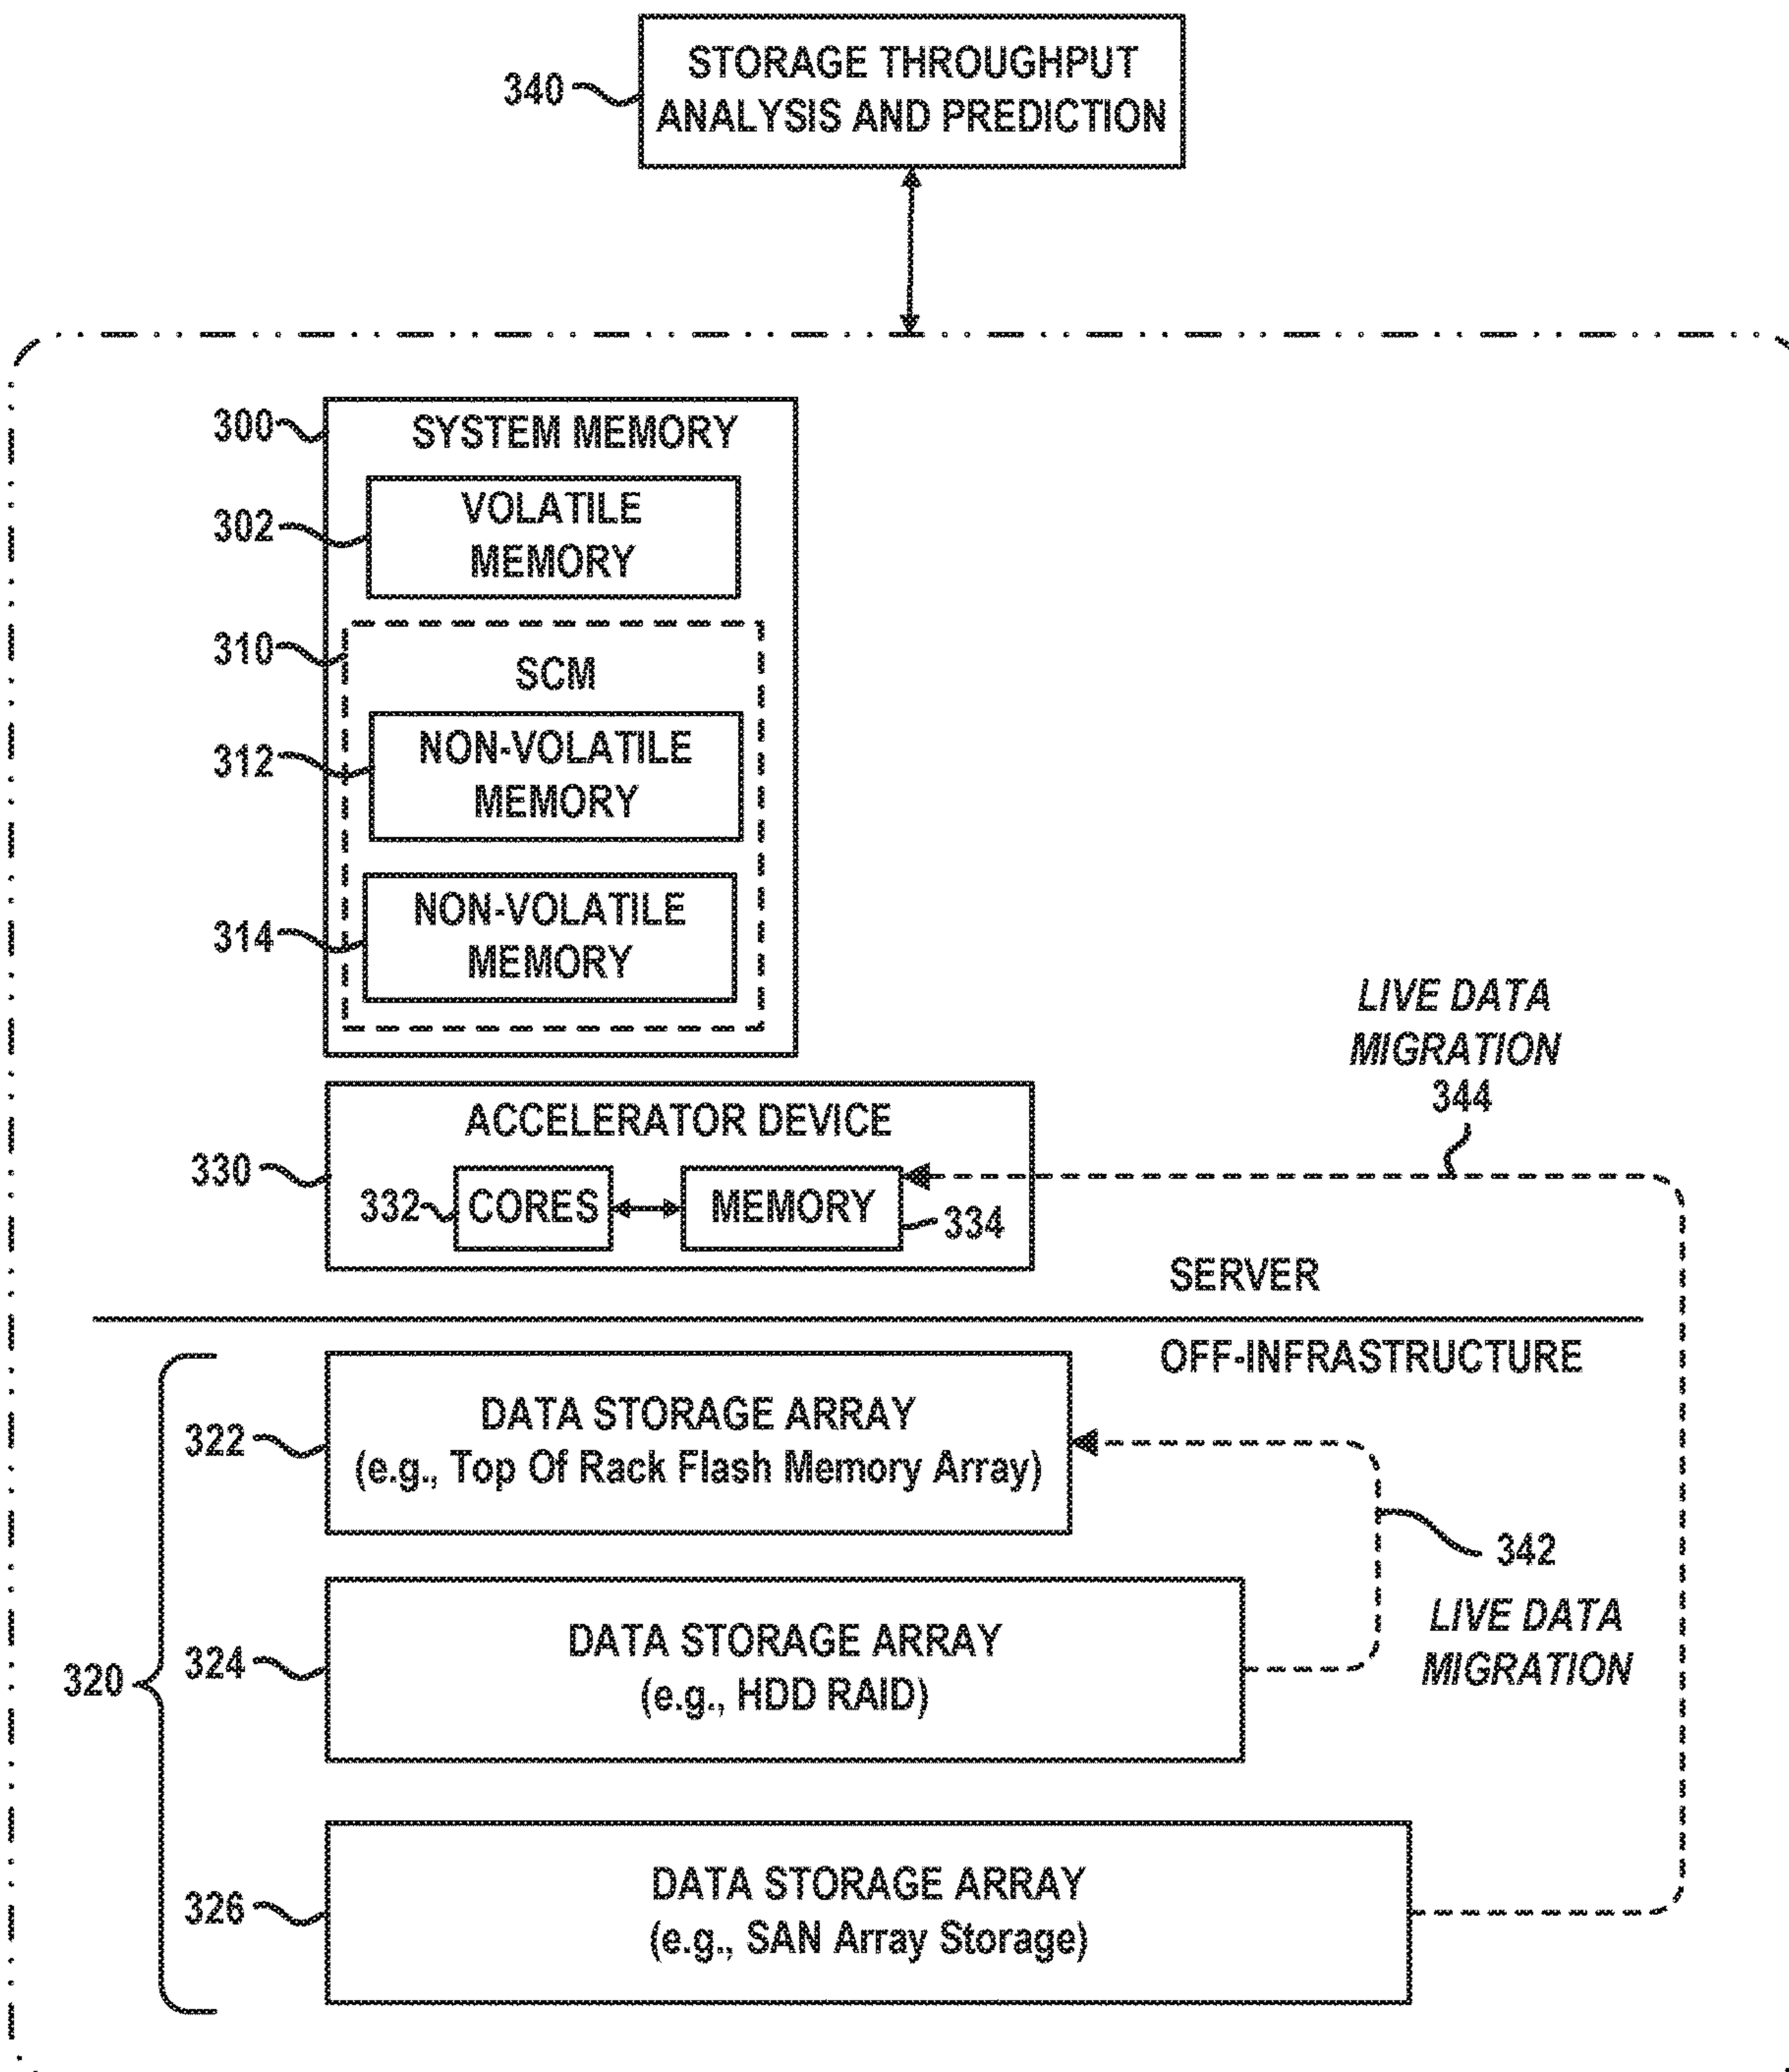 STORAGE THROUGHPUT
ANALYSIS AND PREDICTION
340
300
SYSTEM MEMORY
302
VOLATILE
MEMORY
310
SCM
312
NON-VOLATILE
MEMORY
314
NON-VOLATILE
MEMORY
LIVE DATA
MIGRATION
344
ACCELERATOR DEVICE
330
332
CORES
MEMORY
334
SERVER
OFF-INFRASTRUCTURE
322
DATA STORAGE ARRAY
(e.g., Top Of Rack Flash Memory Array)
342
LIVE DATA
MIGRATION
320
324
DATA STORAGE ARRAY
(e.g., HDD RAID)
326
DATA STORAGE ARRAY
(e.g., SAN Array Storage)